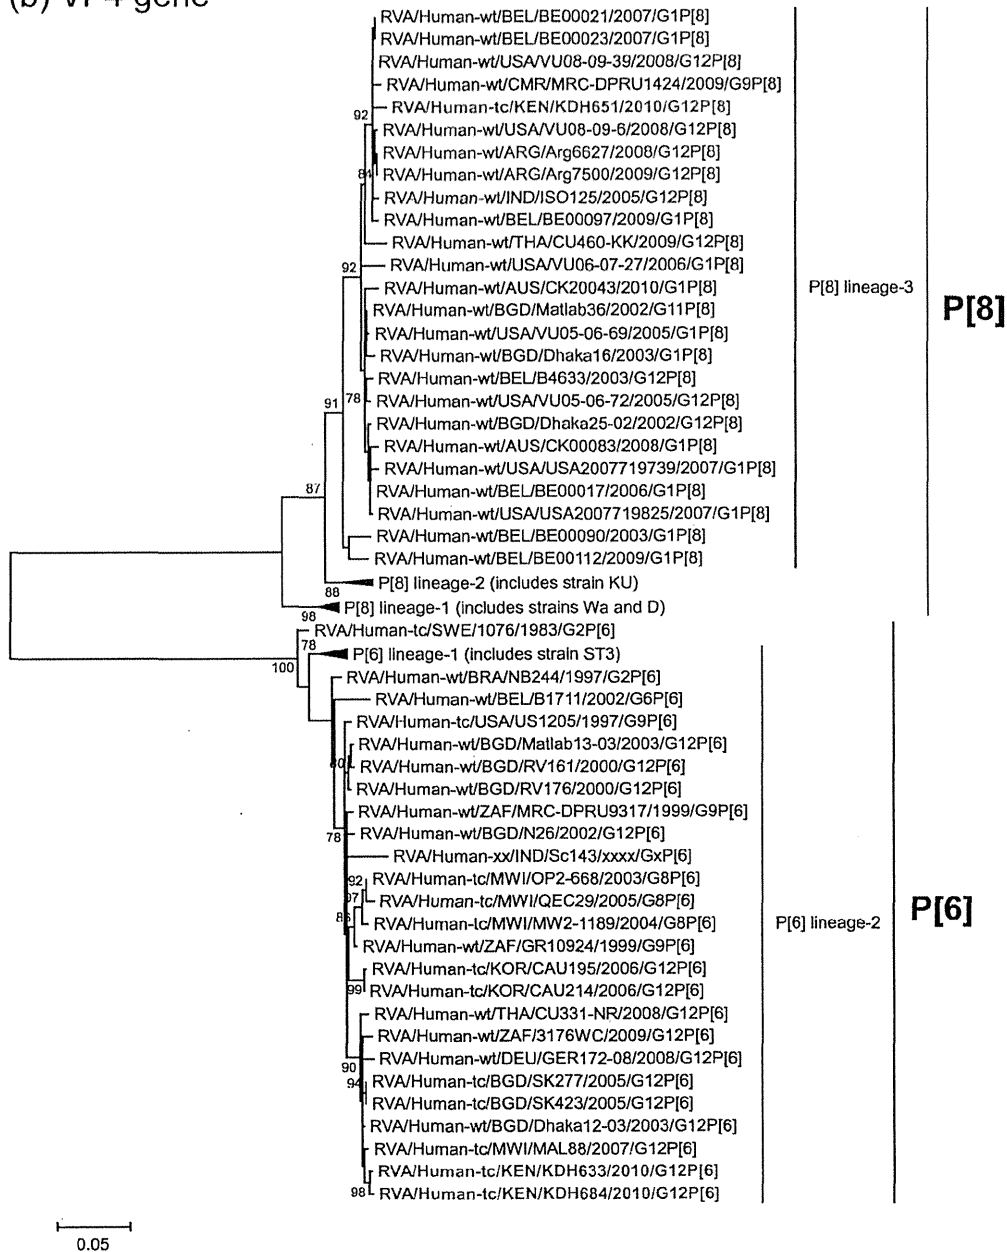 (b) VP4 gene
RVA/Human-wt/BEL/BE00021/2007/G1P[8]
RVA/Human-wt/BEL/BE00023/2007/G1P[8]
RVA/Human-wt/USA/VU08-09-39/2008/G12P[8]
RVA/Human-wt/CMR/MRC-DPRU1424/2009/G9P[8]
RVA/Human-tc/KEN/KDH651/2010/G12P[8]
92
RVA/Human-wt/USA/VU08-09-6/2008/G12P[8]
RVA/Human-wt/ARG/Arg6627/2008/G12P[8]
RVA/Human-wt/ARG/Arg7500/2009/G12P[8]
84
RVA/Human-wt/IND/ISO125/2005/G12P[8]
RVA/Human-wt/BEL/BE00097/2009/G1P[8]
RVA/Human-wt/THA/CU460-KK/2009/G12P[8]
RVA/Human-wt/USA/VU06-07-27/2006/G1P[8]
92
RVA/Human-wt/AUS/CK20043/2010/G1P[8]
P[8] lineage-3
RVA/Human-wt/BGD/Matlab36/2002/G11P[8]
P[8]
RVA/Human-wt/USA/VU05-06-69/2005/G1P[8]
RVA/Human-wt/BGD/Dhaka16/2003/G1P[8]
RVA/Human-wt/BEL/B4633/2003/G12P[8]
78
RVA/Human-wt/USA/VU05-06-72/2005/G12P[8]
91
RVA/Human-wt/BGD/Dhaka25-02/2002/G12P[8]
RVA/Human-wt/AUS/CK00083/2008/G1P[8]
RVA/Human-wt/USA/USA2007719739/2007/G1P[8]
87
RVA/Human-wt/BEL/BE00017/2006/G1P[8]
RVA/Human-wt/USA/USA2007719825/2007/G1P[8]
RVA/Human-wt/BEL/BE00090/2003/G1P[8]
RVA/Human-wt/BEL/BE00112/2009/G1P[8]
P[8] lineage-2 (includes strain KU)
88
P[8] lineage-1 (includes strains Wa and D)
98
RVA/Human-tc/SWE/1076/1983/G2P[6]
78
P[6] lineage-1 (includes strain ST3)
100
RVA/Human-wt/BRA/NB244/1997/G2P[6]
RVA/Human-wt/BEL/B1711/2002/G6P[6]
RVA/Human-tc/USA/US1205/1997/G9P[6]
RVA/Human-wt/BGD/Matlab13-03/2003/G12P[6]
RVA/Human-wt/BGD/RV161/2000/G12P[6]
RVA/Human-wt/BGD/RV176/2000/G12P[6]
RVA/Human-wt/ZAF/MRC-DPRU9317/1999/G9P[6]
78
RVA/Human-wt/BGD/N26/2002/G12P[6]
RVA/Human-xx/IND/Sc143/xxxx/GxP[6]
92
RVA/Human-tc/MWI/OP2-668/2003/G8P[6]
RVA/Human-tc/MWI/QEC29/2005/G8P[6]
RVA/Human-tc/MWI/MW2-1189/2004/G8P[6]
P[6] lineage-2
P[6]
RVA/Human-wt/ZAF/GR10924/1999/G9P[6]
RVA/Human-tc/KOR/CAU195/2006/G12P[6]
99
RVA/Human-tc/KOR/CAU214/2006/G12P[6]
RVA/Human-wt/THA/CU331-NR/2008/G12P[6]
RVA/Human-wt/ZAF/3176WC/2009/G12P[6]
RVA/Human-wt/DEU/GER172-08/2008/G12P[6]
90
94
RVA/Human-tc/BGD/SK277/2005/G12P[6]
RVA/Human-tc/BGD/SK423/2005/G12P[6]
RVA/Human-wt/BGD/Dhaka12-03/2003/G12P[6]
RVA/Human-tc/MWI/MAL88/2007/G12P[6]
RVA/Human-tc/KEN/KDH633/2010/G12P[6]
98
RVA/Human-tc/KEN/KDH684/2010/G12P[6]
0.05